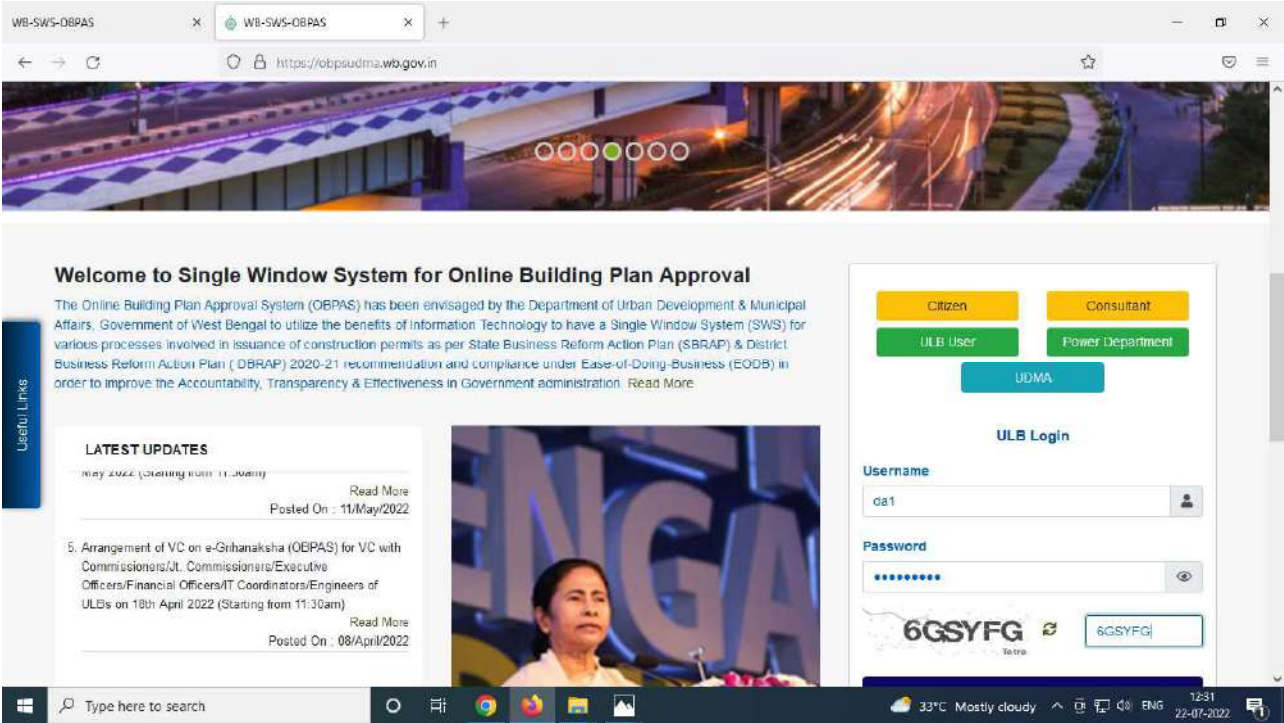 WB-SWS-OBPAS
WB-SWS-OBPAS
https://obpsudma.wb.gov.in
Welcome to Single Window System for Online Building Plan Approval
The Online Building Plan Approval System (OBPAS) has been envisaged by the Department of Urban Development & Municipal
Affairs, Government of West Bengal to utilize the benefits of Information Technology to have a Single Window System (SWS) for
various processes involved in issuance of construction permits as per State Business Reform Action Plan (SBRAP) & District
Business Reform Action Plan ( DBRAP) 2020-21 recommendation and compliance under Ease-of-Doing-Business (EODB) in
order to improve the Accountability, Transparency & Effectiveness in Government administration. Read More
Useful Links
LATEST UPDATES
May 2022 (Starting from 11.30am)
Read More
Posted On : 11/May/2022
5. Arrangement of VC on e-Grihanaksha (OBPAS) for VC with
Commissioners/Jt. Commissioners/Executive
Officers/Financial Officers/IT Coordinators/Engineers of
ULBs on 18th April 2022 (Starting from 11:30am)
Read More
Posted On : 08/April/2022
ENGA
Citizen
Consultant
ULB User
Power Department
UDMA
ULB Login
Username
da1
Password
6GSYFG
Tetra
6GSYFG
Type here to search
33°C Mostly cloudy
ENG
12:31
22-07-2022